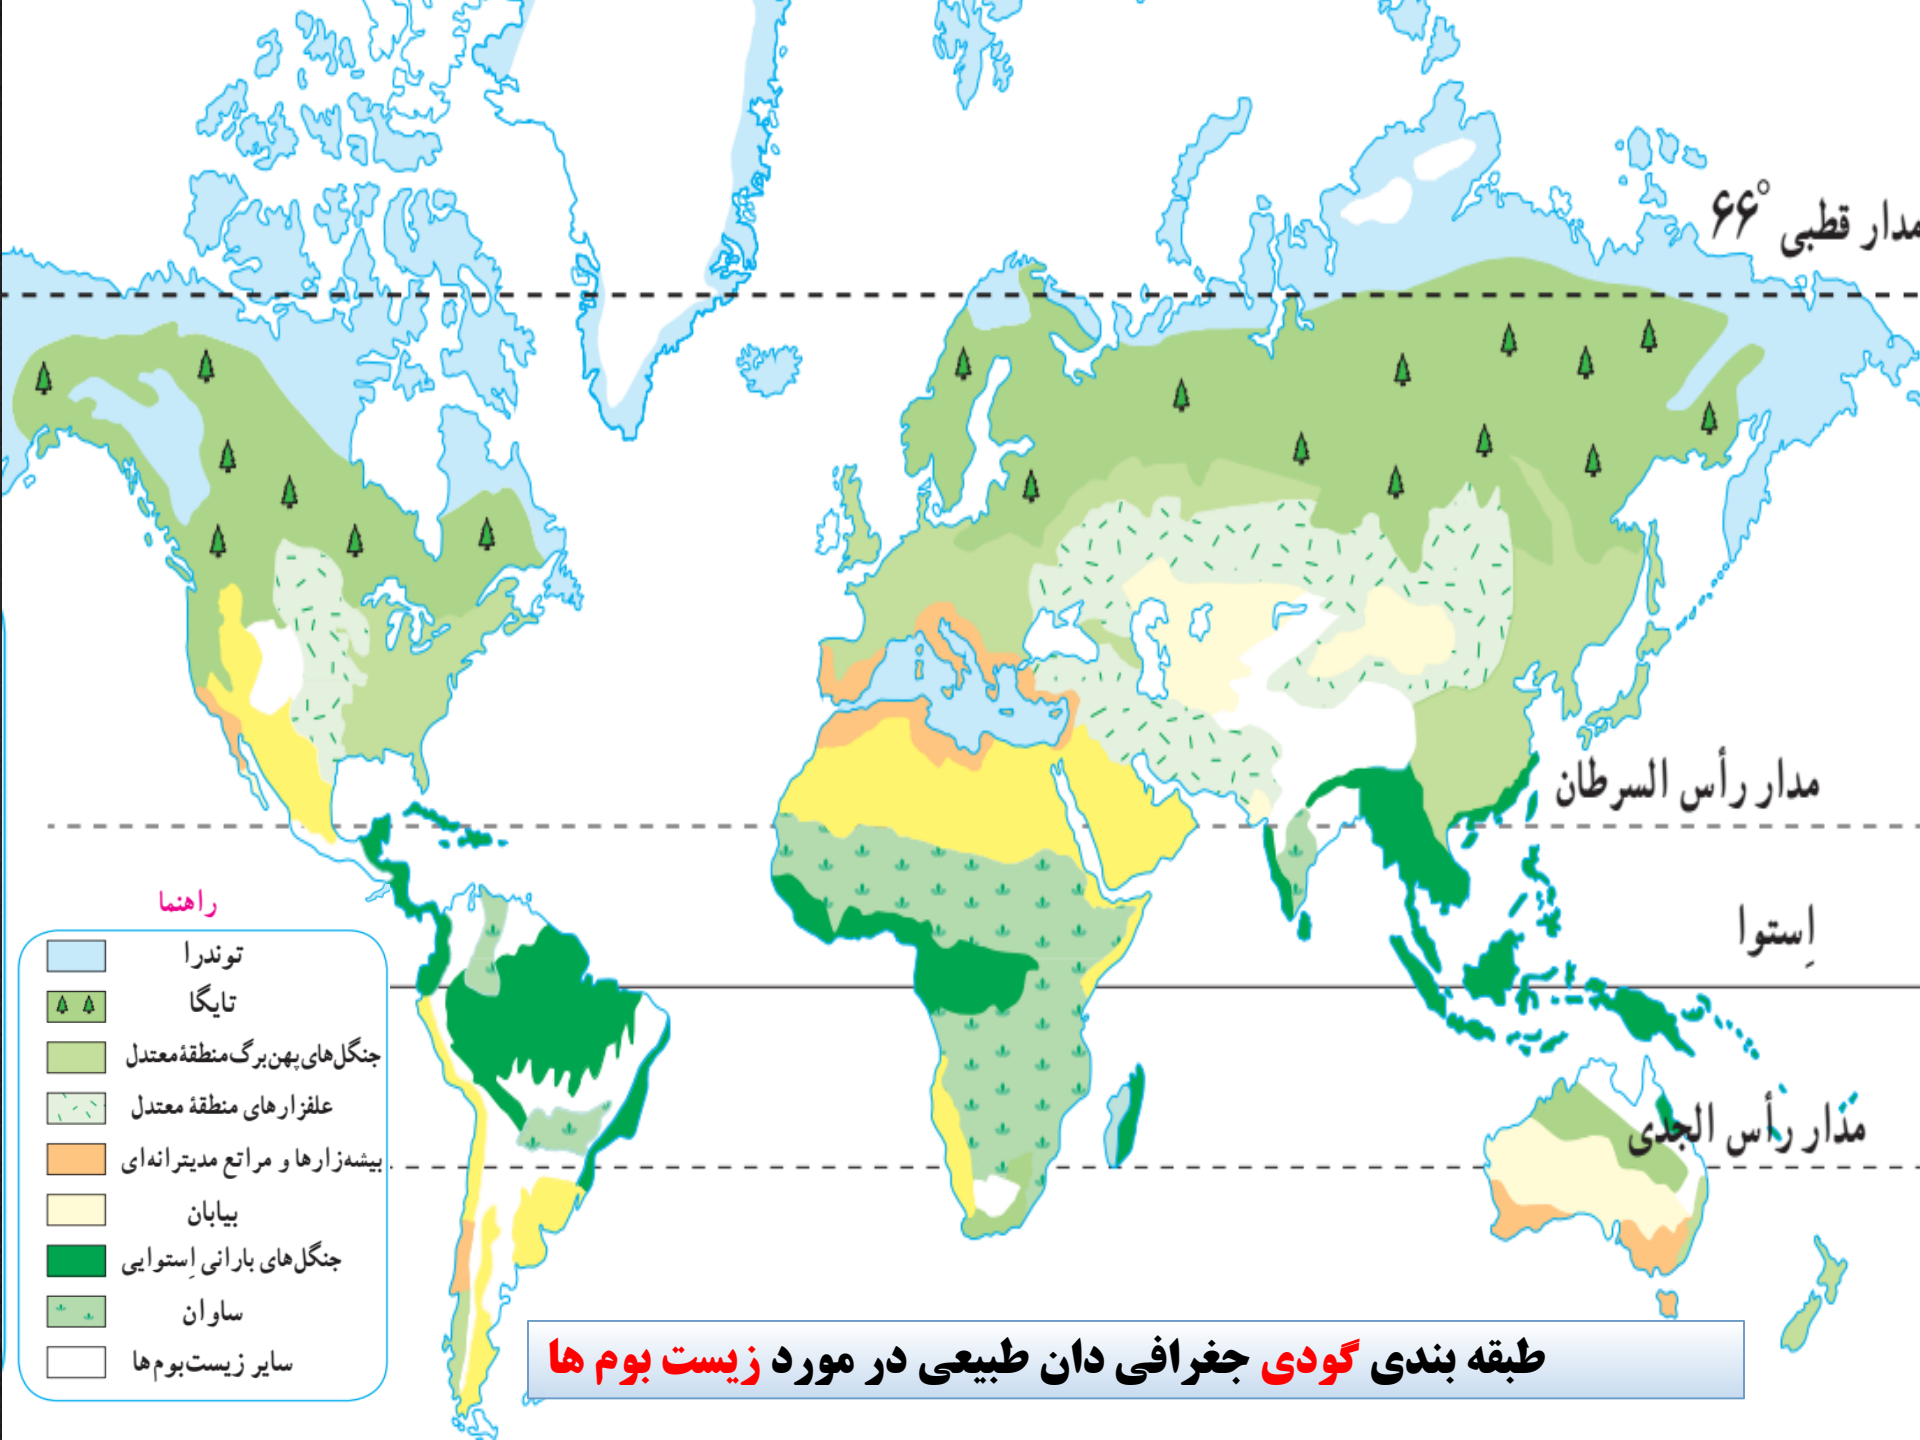 مدار قطبی ۶۶°
مدار رأس السرطان
اِستوا
مدار رأس الجدی
راهنما
توندرا
تایگا
جنگل‌های پهن‌برگ منطقهٔ معتدل
علفزارهای منطقهٔ معتدل
بیشه‌زارها و مراتع مدیترانه‌ای
بیابان
جنگل‌های بارانی اِستوایی
ساوان
سایر زیست‌بوم‌ها
طبقه بندی گودی جغرافی دان طبیعی در مورد زیست بوم ها